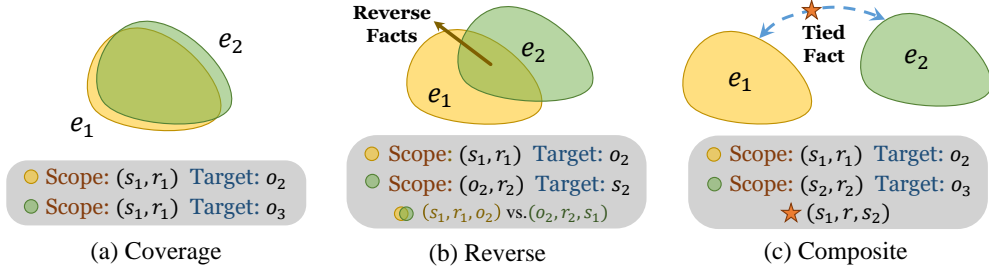 e₂
e₁
Scope: (s₁, r₁) Target: o₂
Scope: (s₁, r₁) Target: o₃
(a) Coverage
Reverse
Facts
e₂
e₁
Scope: (s₁, r₁) Target: o₂
Scope: (o₂, r₂) Target: s₂
(s₁, r₁, o₂) vs.(o₂, r₂, s₁)
(b) Reverse
Tied
Fact
e₁
e₂
Scope: (s₁, r₁) Target: o₂
Scope: (s₂, r₂) Target: o₃
(s₁, r, s₂)
(c) Composite